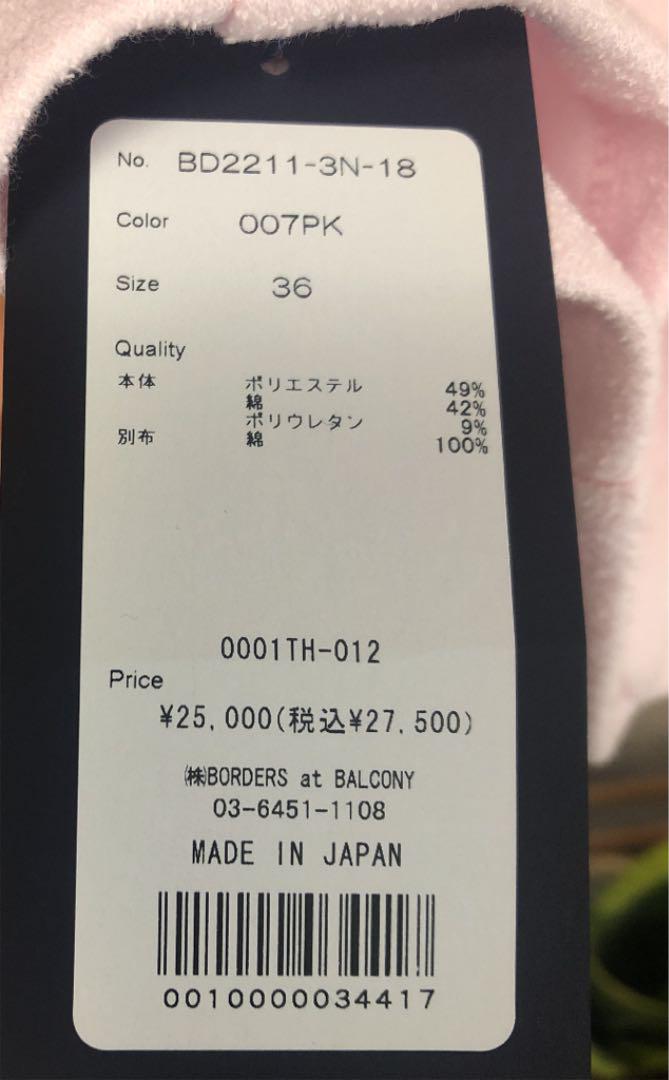 No. BD2211-3N-18
Color 007PK
Size 36
Quality
本体 ポリエステル 49%
綿 42%
ポリウレタン 9%
別布 綿 100%
0001TH-012
Price
¥25,000(税込¥27,500)
㈱BORDERS at BALCONY
03-6451-1108
MADE IN JAPAN
0010000034417